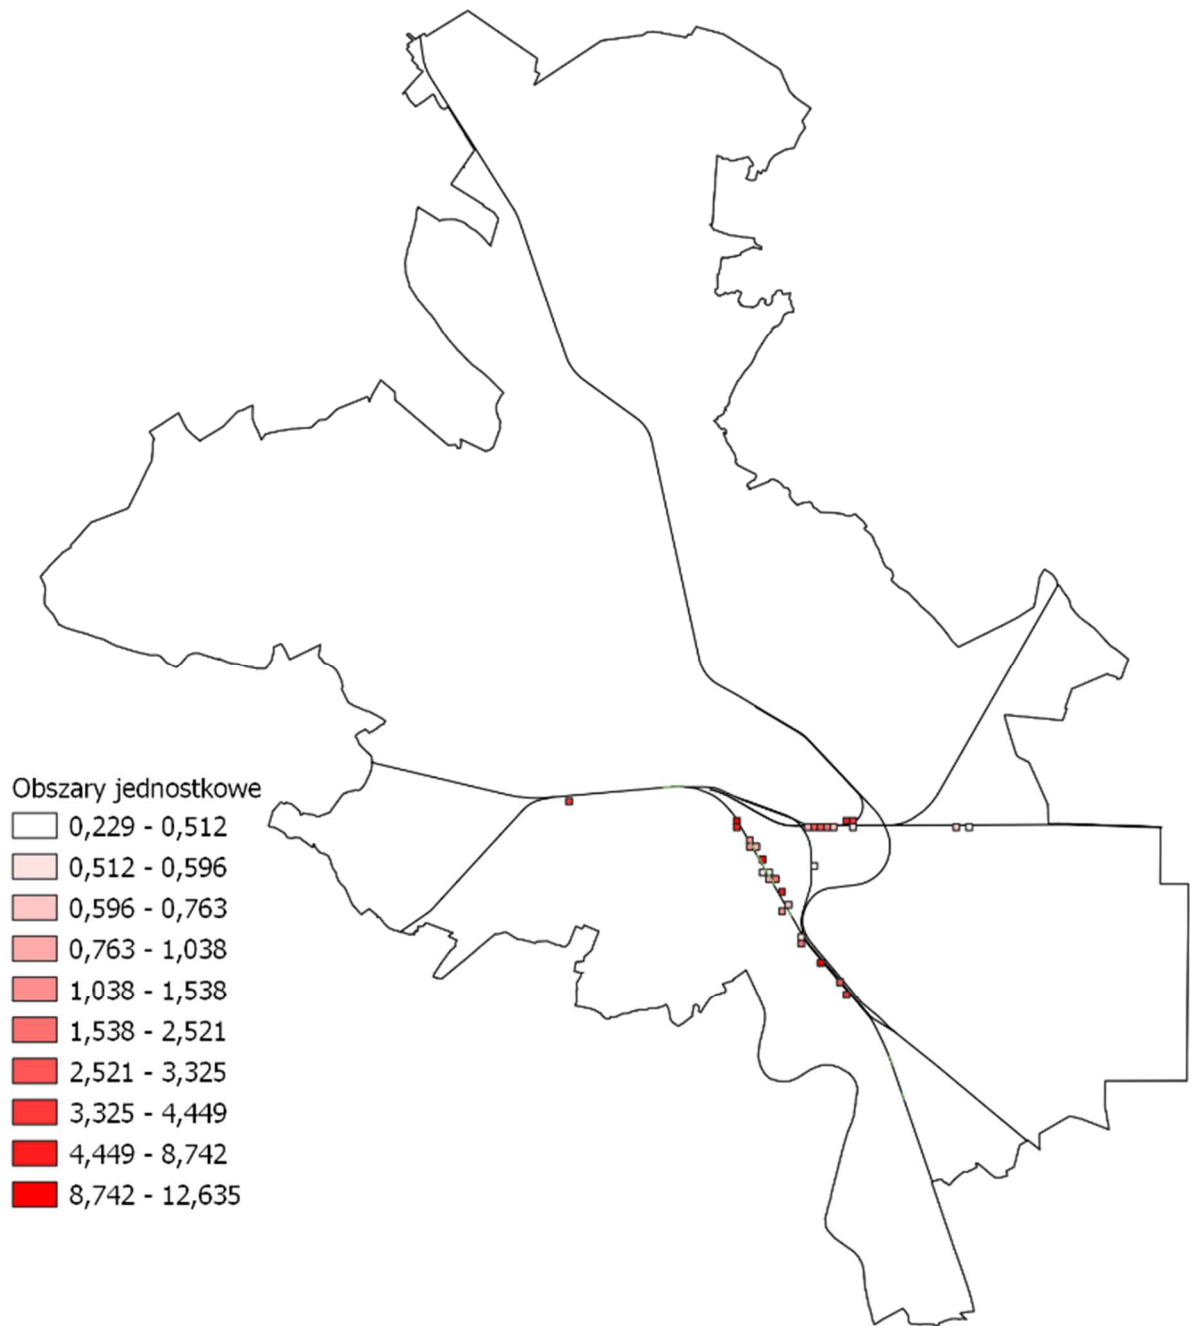 Obszary jednostkowe
0,229 - 0,512
0,512 - 0,596
0,596 - 0,763
0,763 - 1,038
1,038 - 1,538
1,538 - 2,521
2,521 - 3,325
3,325 - 4,449
4,449 - 8,742
8,742 - 12,635